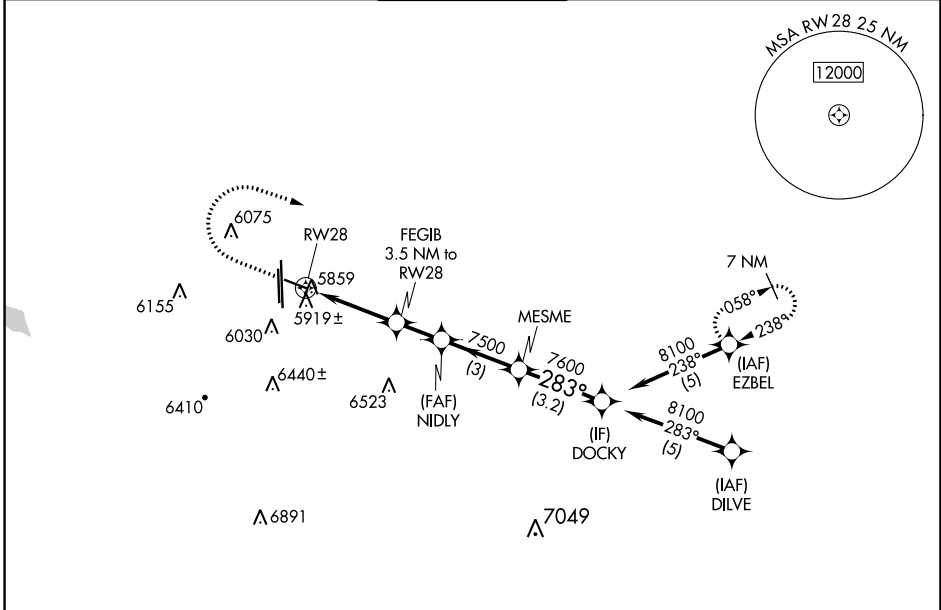 MSA RW 28 25 NM
12000
6075
RW28
FEGIB
3.5 NM to
RW28
7 NM
5859
6155
5919±
058°
238°
MESME
6030
7500
(3)
7600
283°
(3.2)
8100
238°
(5)
(IAF)
EZBEL
6440±
6523
6410
(FAF)
NIDLY
8100
283°
(5)
(IF)
DOCKY
(IAF)
DILVE
6891
7049